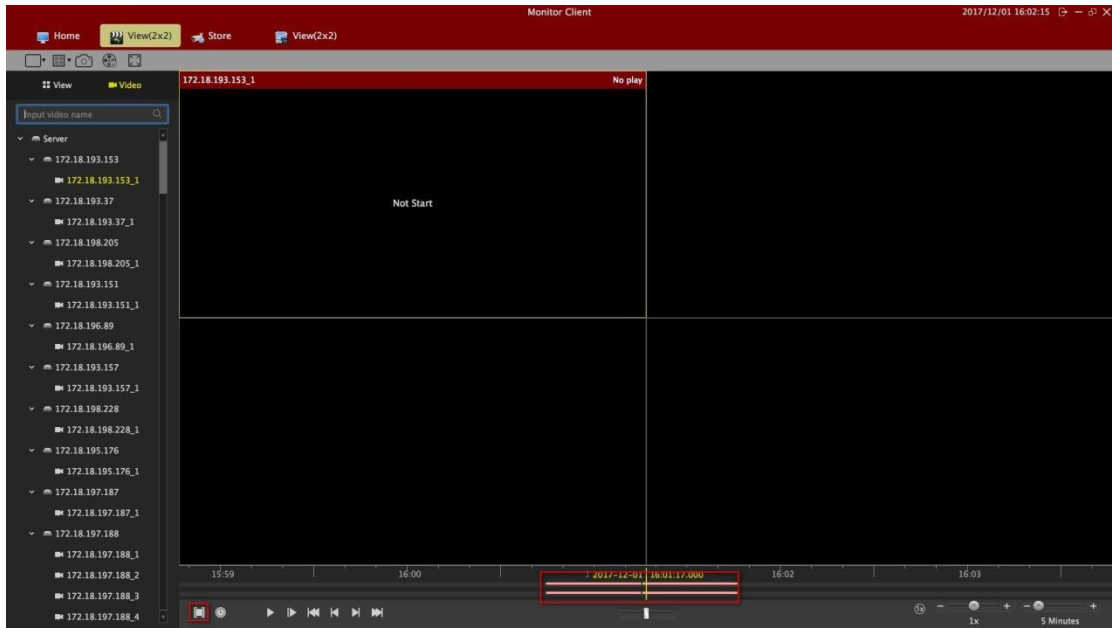 Monitor Client
2017/12/01 16:02:15
Home
View(2x2)
Store
View(2x2)
View
Video
Input video name
Server
172.18.193.153
172.18.193.153_1
172.18.193.37
172.18.193.37_1
172.18.198.205
172.18.198.205_1
172.18.193.151
172.18.193.151_1
172.18.196.89
172.18.196.89_1
172.18.193.157
172.18.193.157_1
172.18.198.228
172.18.198.228_1
172.18.195.176
172.18.195.176_1
172.18.197.187
172.18.197.187_1
172.18.197.188
172.18.197.188_1
172.18.197.188_2
172.18.197.188_3
172.18.197.188_4
172.18.193.153_1
No play
Not Start
15:59
16:00
2017-12-01 16:01:17.000
16:02
16:03
1x
1x
5 Minutes